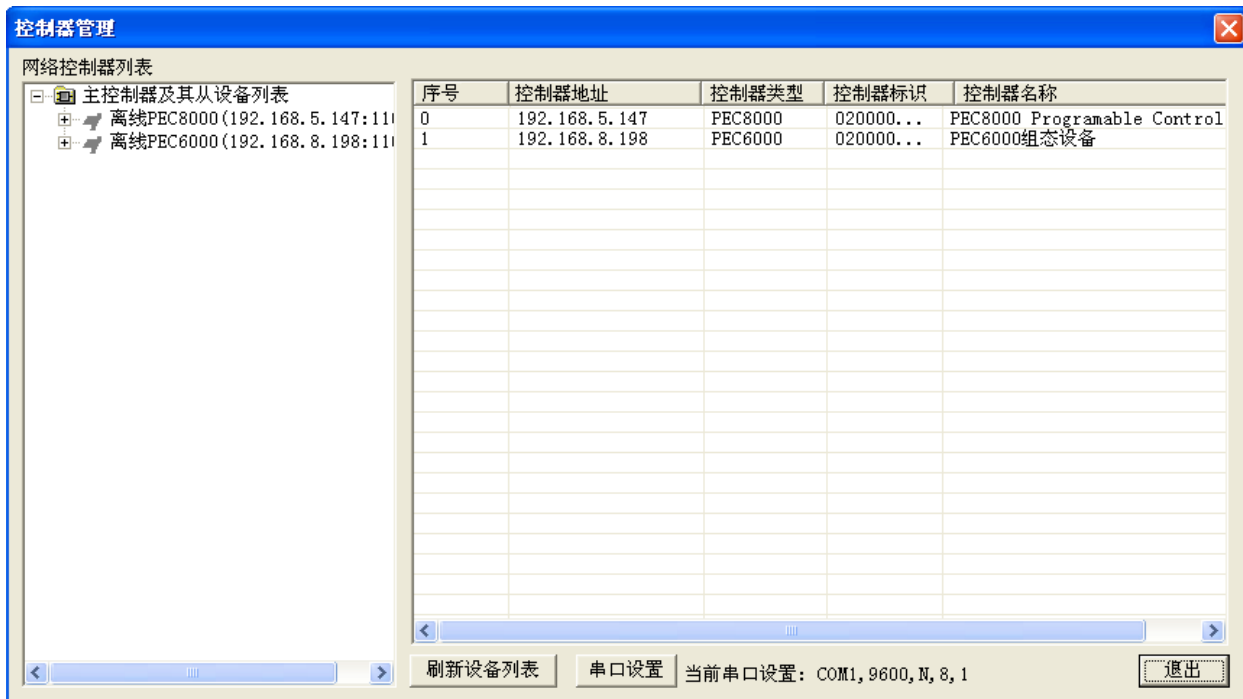 控制器管理
网络控制器列表
主控制器及其从设备列表
离线PEC8000(192.168.5.147:11
离线PEC6000(192.168.8.198:11
序号 控制器地址 控制器类型 控制器标识 控制器名称
0 192.168.5.147 PEC8000 020000... PEC8000 Programable Control
1 192.168.8.198 PEC6000 020000... PEC6000组态设备
刷新设备列表 串口设置 当前串口设置: COM1,9600,N,8,1 退出